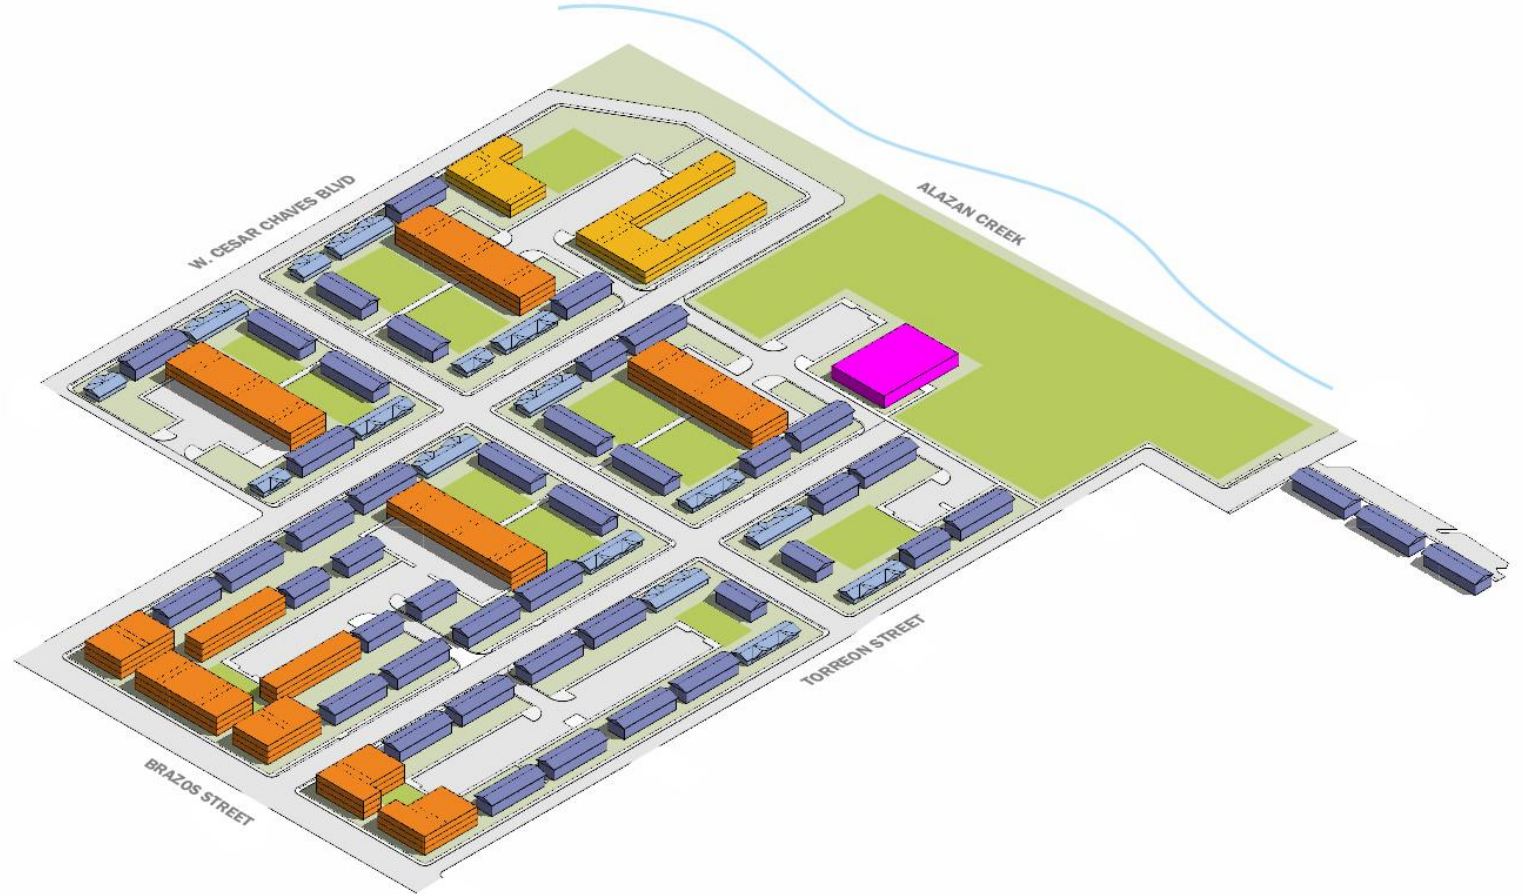 W. CESAR CHAVES BLVD
ALAZAN CREEK
TORREON STREET
BRAZOS STREET